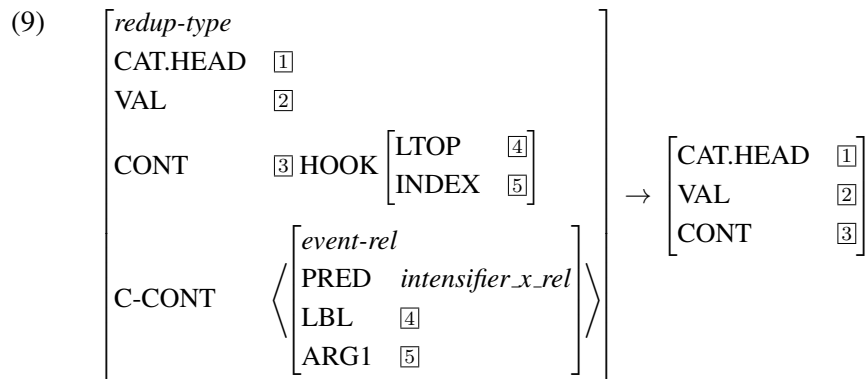 (9)
redup-type
CAT.HEAD 1
VAL 2
CONT 3 HOOK
LTOP 4
INDEX 5
C-CONT
event-rel
PRED intensifier_x_rel
LBL 4
ARG1 5
→
CAT.HEAD 1
VAL 2
CONT 3